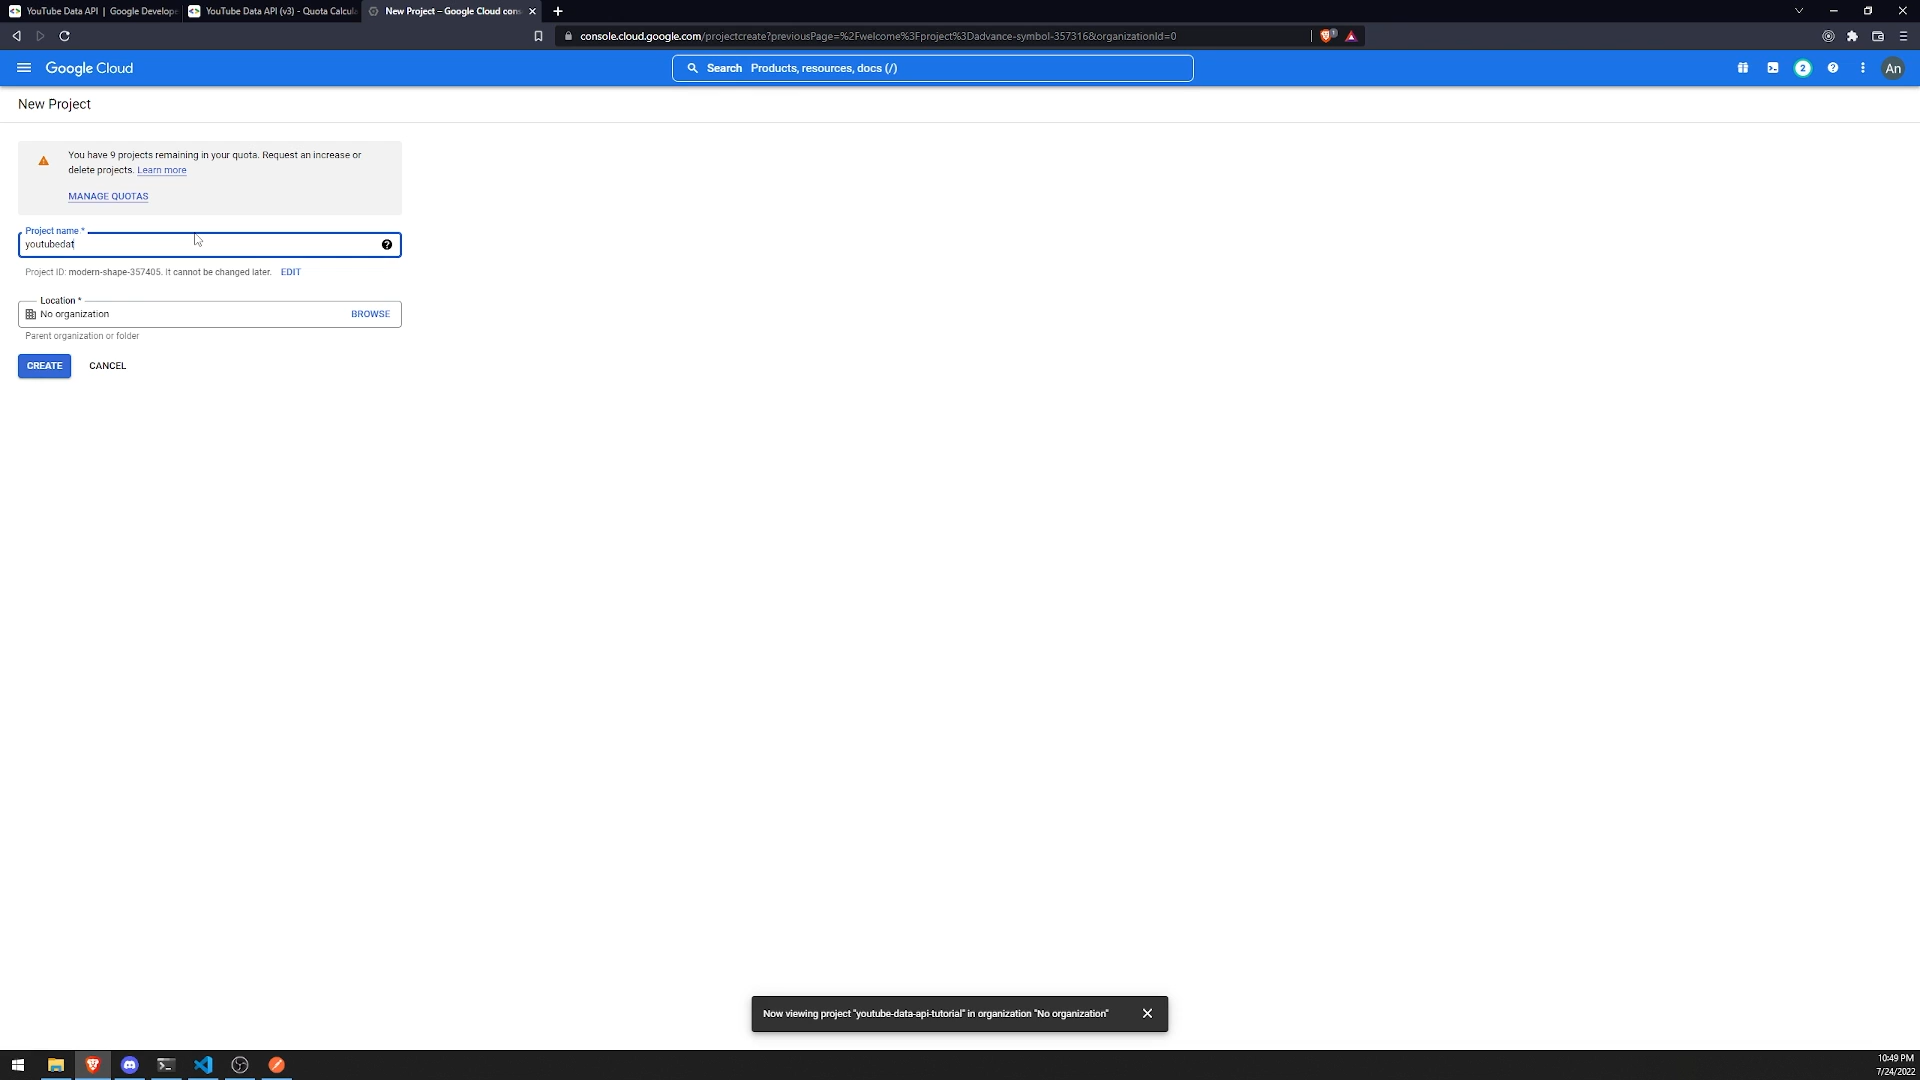 YouTube Data API | Google Develope
YouTube Data API (v3) - Quota Calcula
New Project – Google Cloud cons
console.cloud.google.com/projectcreate?previousPage=%2Fwelcome%3Fproject%3Dadvance-symbol-357316&organizationId=0
1
Google Cloud
Search Products, resources, docs (/)
2
An
New Project
You have 9 projects remaining in your quota. Request an increase or
delete projects. Learn more
MANAGE QUOTAS
Project name *
youtubedat
Project ID: modern-shape-357405. It cannot be changed later. EDIT
Location *
No organization
BROWSE
Parent organization or folder
CREATE
CANCEL
Now viewing project "youtube-data-api-tutorial" in organization "No organization"
10:49 PM
7/24/2022